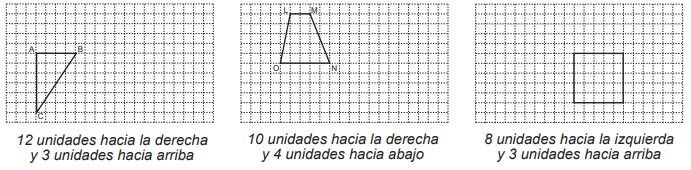 A B
C
12 unidades hacia la derecha
y 3 unidades hacia arriba
L M
O N
10 unidades hacia la derecha
y 4 unidades hacia abajo
8 unidades hacia la izquierda
y 3 unidades hacia arriba